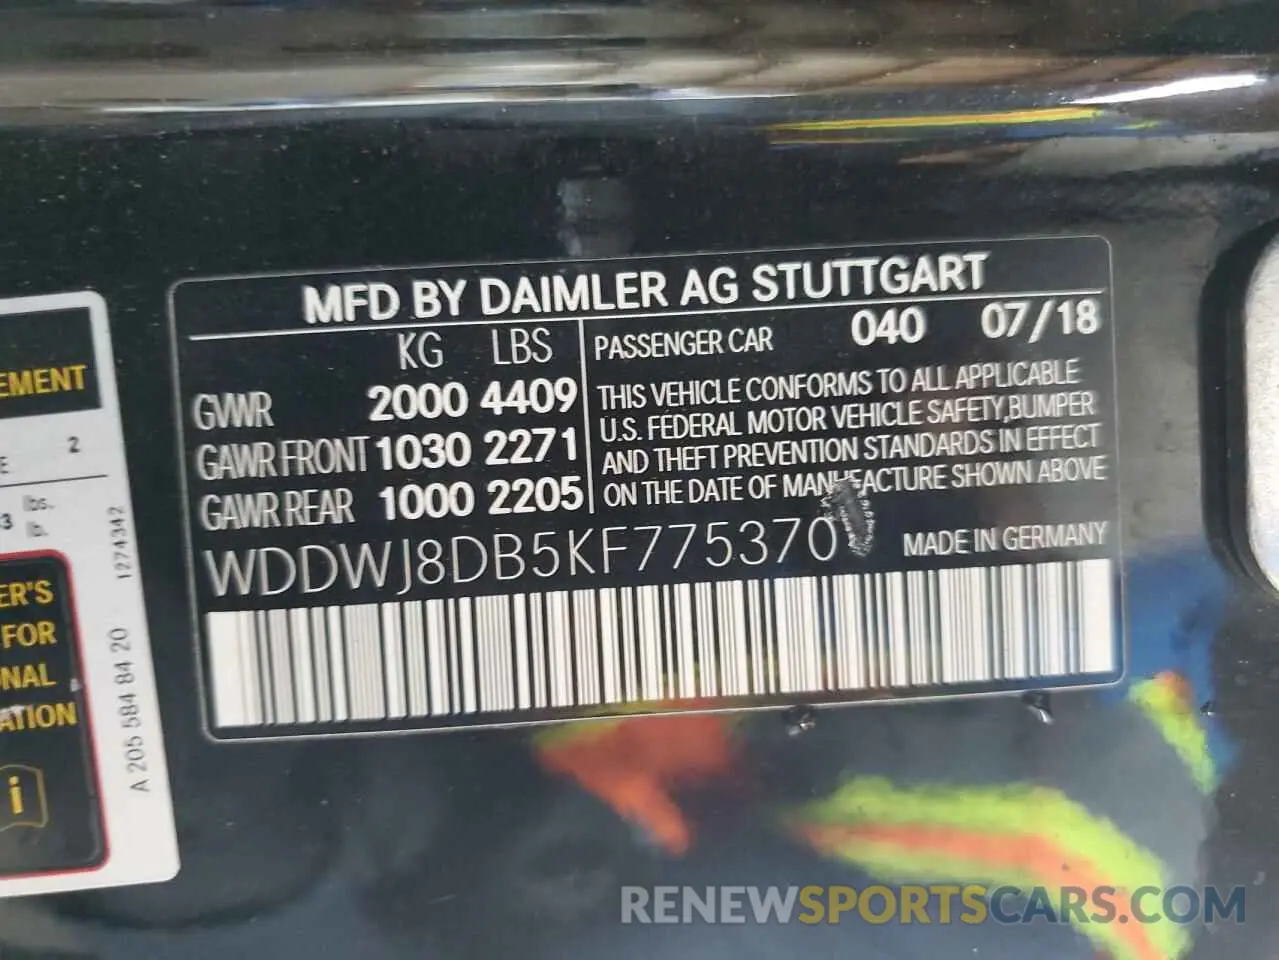 MFD BY DAIMLER AG STUTTGART
KG LBS
GVWR 2000 4409
GAWR FRONT 1030 2271
GAWR REAR 1000 2205
PASSENGER CAR 040 07/18
THIS VEHICLE CONFORMS TO ALL APPLICABLE
U.S. FEDERAL MOTOR VEHICLE SAFETY,BUMPER
AND THEFT PREVENTION STANDARDS IN EFFECT
ON THE DATE OF MANUFACTURE SHOWN ABOVE
WDDWJ8DB5KF775370
MADE IN GERMANY
EMENT
E 2
3 lbs.
lb.
ER'S
FOR
NAL
ATION
i
A 205 584 84 20 1274342
RENEWSPORTSCARS.COM